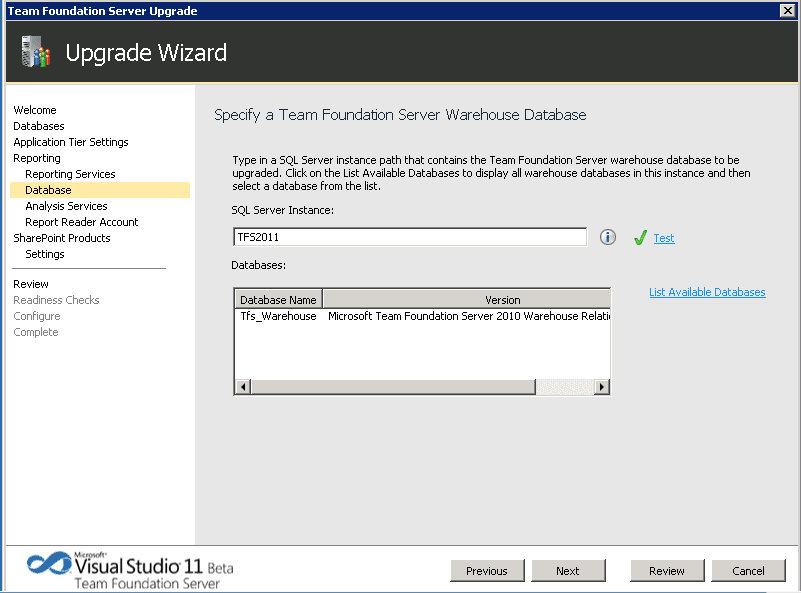 Team Foundation Server Upgrade
Upgrade Wizard
Welcome
Databases
Application Tier Settings
Reporting
Reporting Services
Database
Analysis Services
Report Reader Account
SharePoint Products
Settings
Review
Readiness Checks
Configure
Complete
Specify a Team Foundation Server Warehouse Database
Type in a SQL Server instance path that contains the Team Foundation Server warehouse database to be
upgraded. Click on the List Available Databases to display all warehouse databases in this instance and then
select a database from the list.
SQL Server Instance:
TFS2011 Test
Databases:
List Available Databases
Database Name Version
Tfs_Warehouse Microsoft Team Foundation Server 2010 Warehouse Relati
Microsoft®
Visual Studio 11 Beta
Team Foundation Server
Previous Next Review Cancel